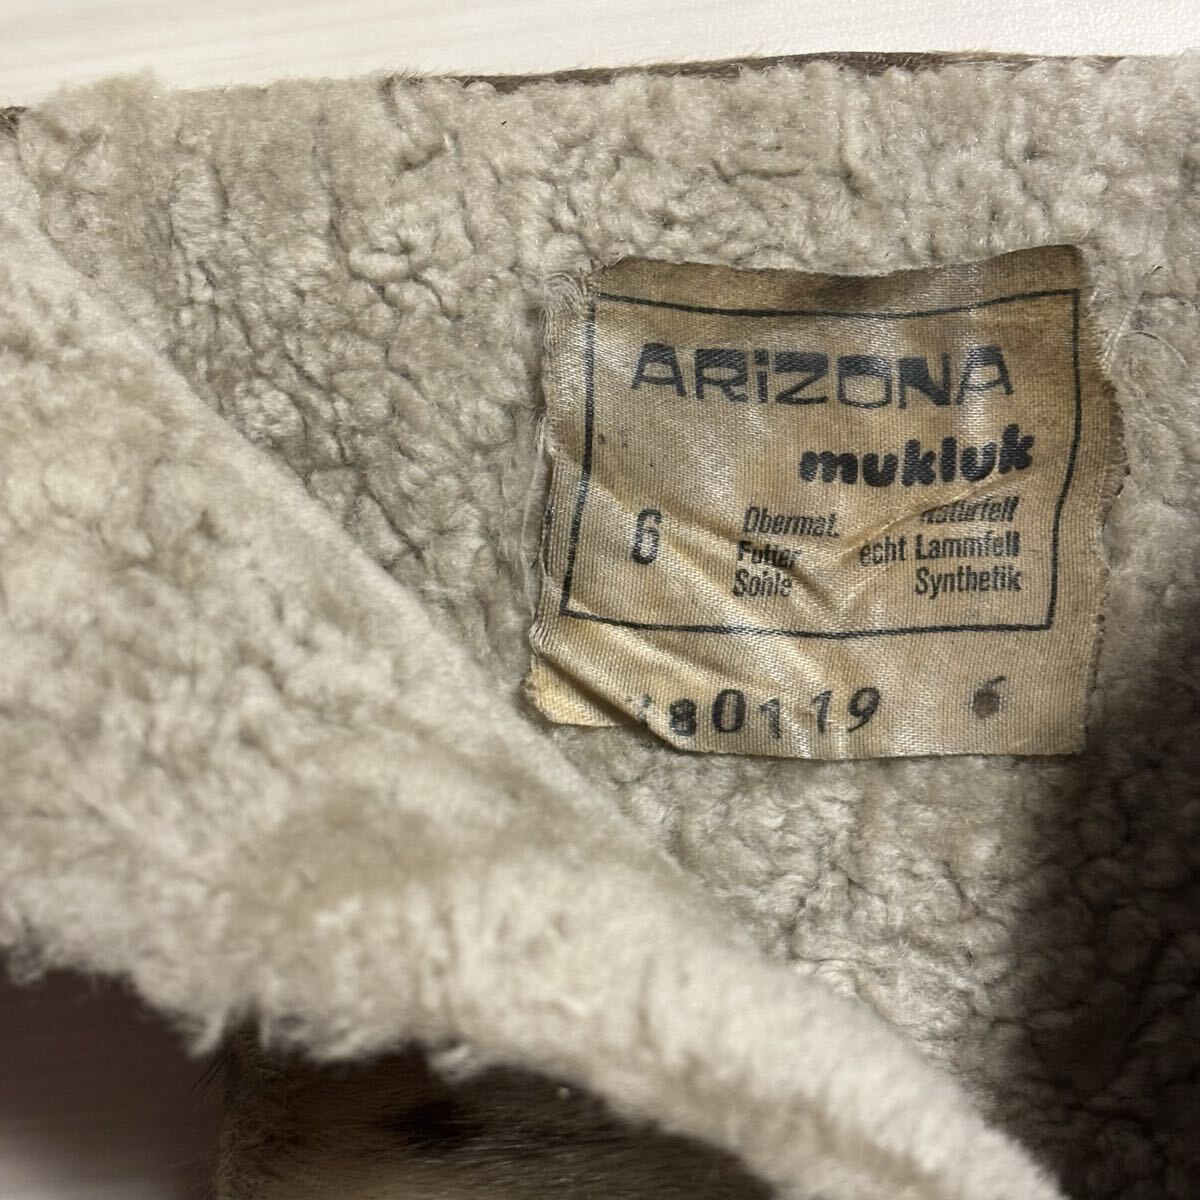 ARiZONA
mukluk
6 Obermat. Naturfell
Futter echt Lammfell
Sohle Synthetik
80119 6